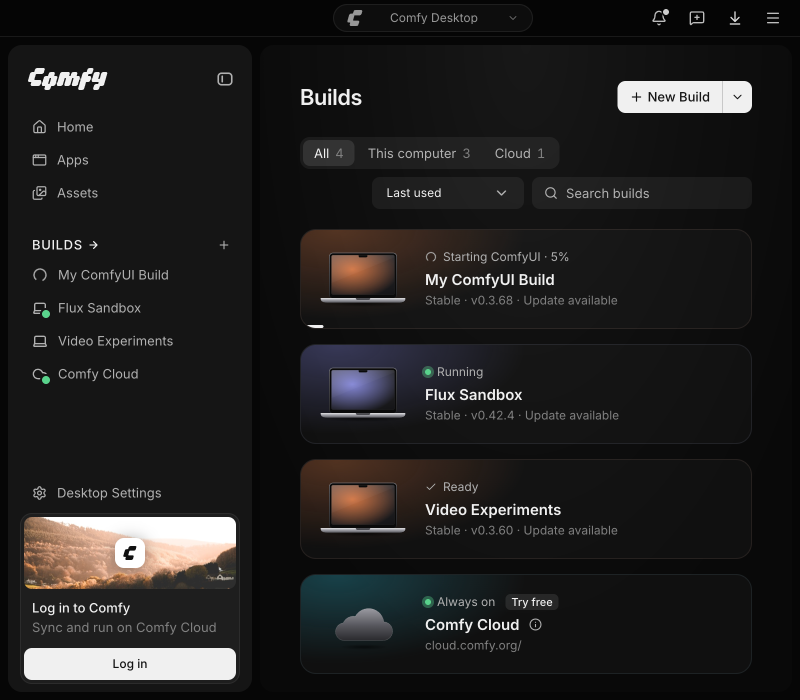 Comfy Desktop
Comfy
Home
Apps
Assets
BUILDS →
My ComfyUI Build
Flux Sandbox
Video Experiments
Comfy Cloud
Desktop Settings
Log in to Comfy
Sync and run on Comfy Cloud
Log in
Builds
New Build
All 4
This computer 3
Cloud 1
Last used
Search builds
Starting ComfyUI · 5%
My ComfyUI Build
Stable · v0.3.68 · Update available
Running
Flux Sandbox
Stable · v0.42.4 · Update available
Ready
Video Experiments
Stable · v0.3.60 · Update available
Always on Try free
Comfy Cloud
cloud.comfy.org/